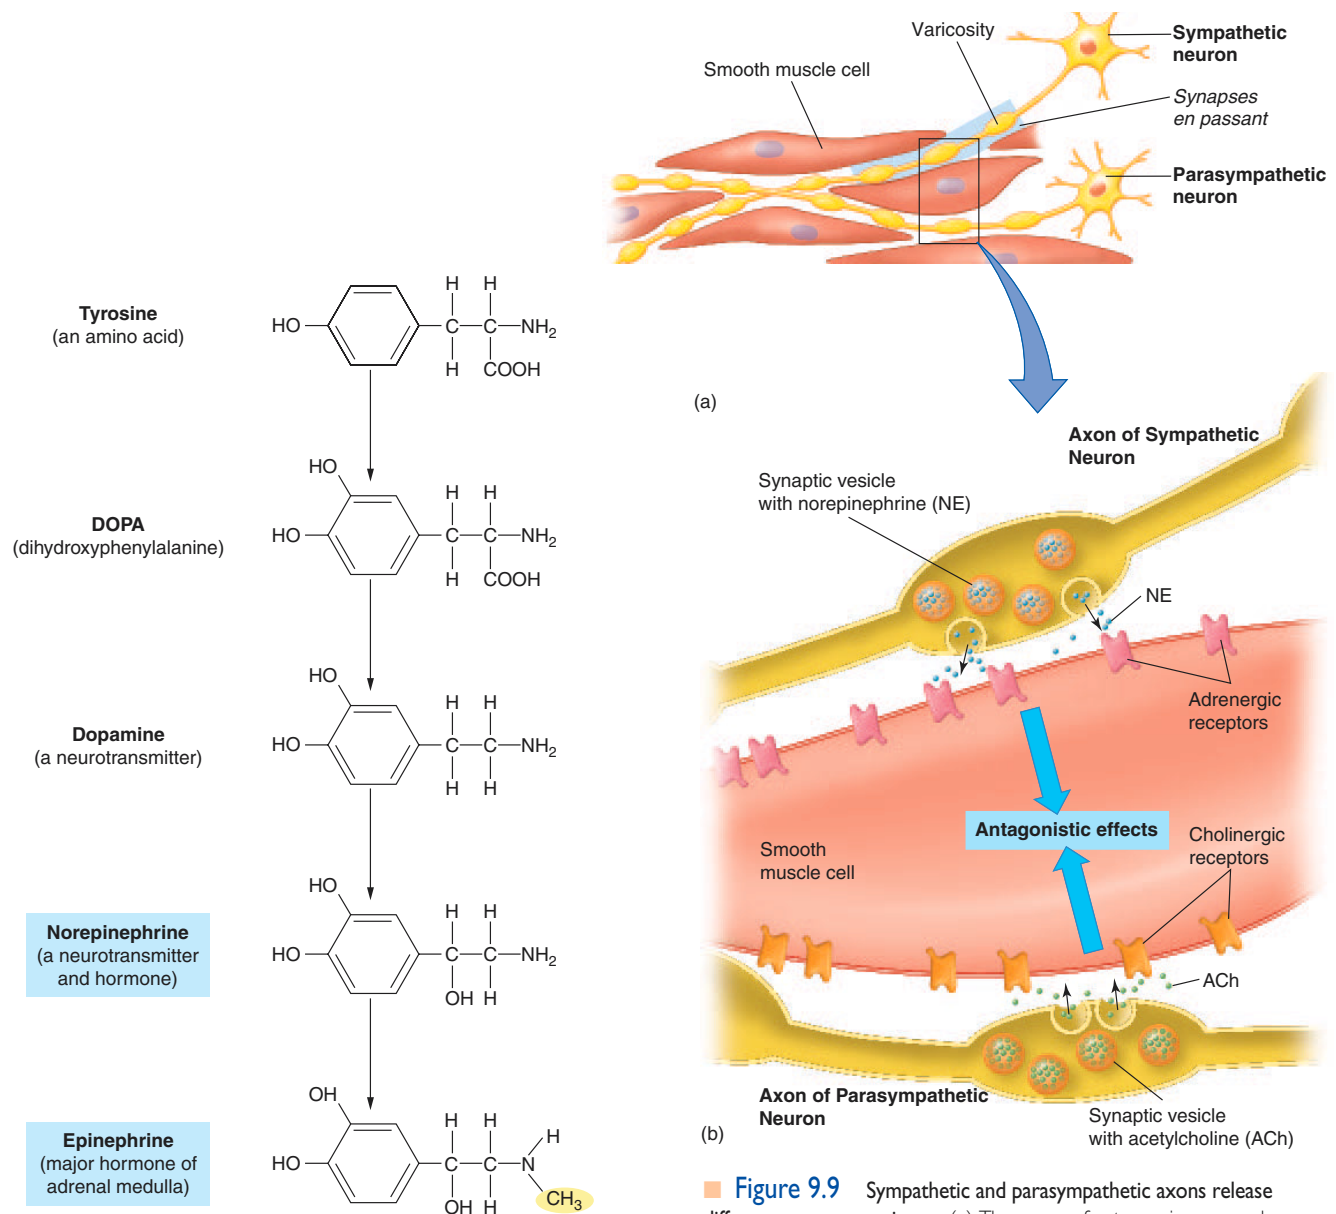 Tyrosine
(an amino acid)
HO
H H
C C NH2
H COOH
DOPA
(dihydroxyphenylalanine)
HO
HO
H H
C C NH2
H COOH
Dopamine
(a neurotransmitter)
HO
HO
H H
C C NH2
H H
Norepinephrine
(a neurotransmitter
and hormone)
HO
HO
H H
C C NH2
OH H
Epinephrine
(major hormone of
adrenal medulla)
OH
HO
H H
H
C C N
OH H
CH3
Varicosity
Smooth muscle cell
Sympathetic
neuron
Synapses
en passant
Parasympathetic
neuron
(a)
Axon of Sympathetic
Neuron
Synaptic vesicle
with norepinephrine (NE)
NE
Adrenergic
receptors
Antagonistic effects
Smooth
muscle cell
Cholinergic
receptors
ACh
Axon of Parasympathetic
Neuron
Synaptic vesicle
with acetylcholine (ACh)
(b)
Figure 9.9 Sympathetic and parasympathetic axons release